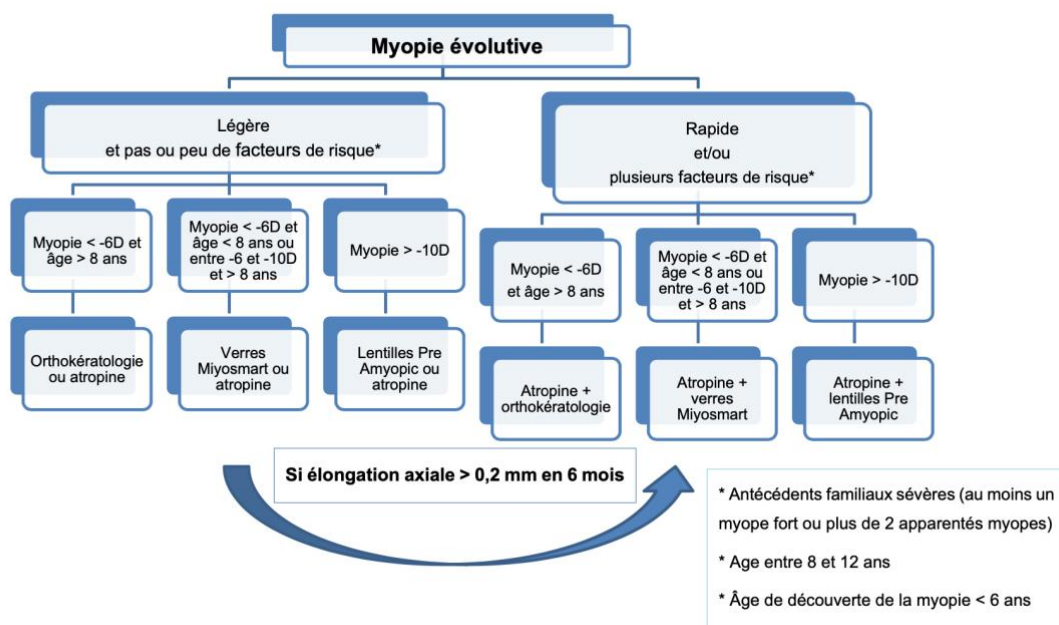 Myopie évolutive
Légère
et pas ou peu de facteurs de risque*
Rapide
et/ou
plusieurs facteurs de risque*
Myopie < -6D et
âge > 8 ans
Myopie < -6D et
âge < 8 ans ou
entre -6 et -10D
et > 8 ans
Myopie > -10D
Myopie < -6D
et âge > 8 ans
Myopie < -6D et
âge < 8 ans ou
entre -6 et -10D
et > 8 ans
Myopie > -10D
Orthokératologie
ou atropine
Verres
Miyosmart ou
atropine
Lentilles Pre
Amyopic ou
atropine
Atropine +
orthokératologie
Atropine +
verres
Miyosmart
Atropine +
lentilles Pre
Amyopic
Si élongation axiale > 0,2 mm en 6 mois
* Antécédents familiaux sévères (au moins un
myope fort ou plus de 2 apparentés myopes)
* Age entre 8 et 12 ans
* Âge de découverte de la myopie < 6 ans